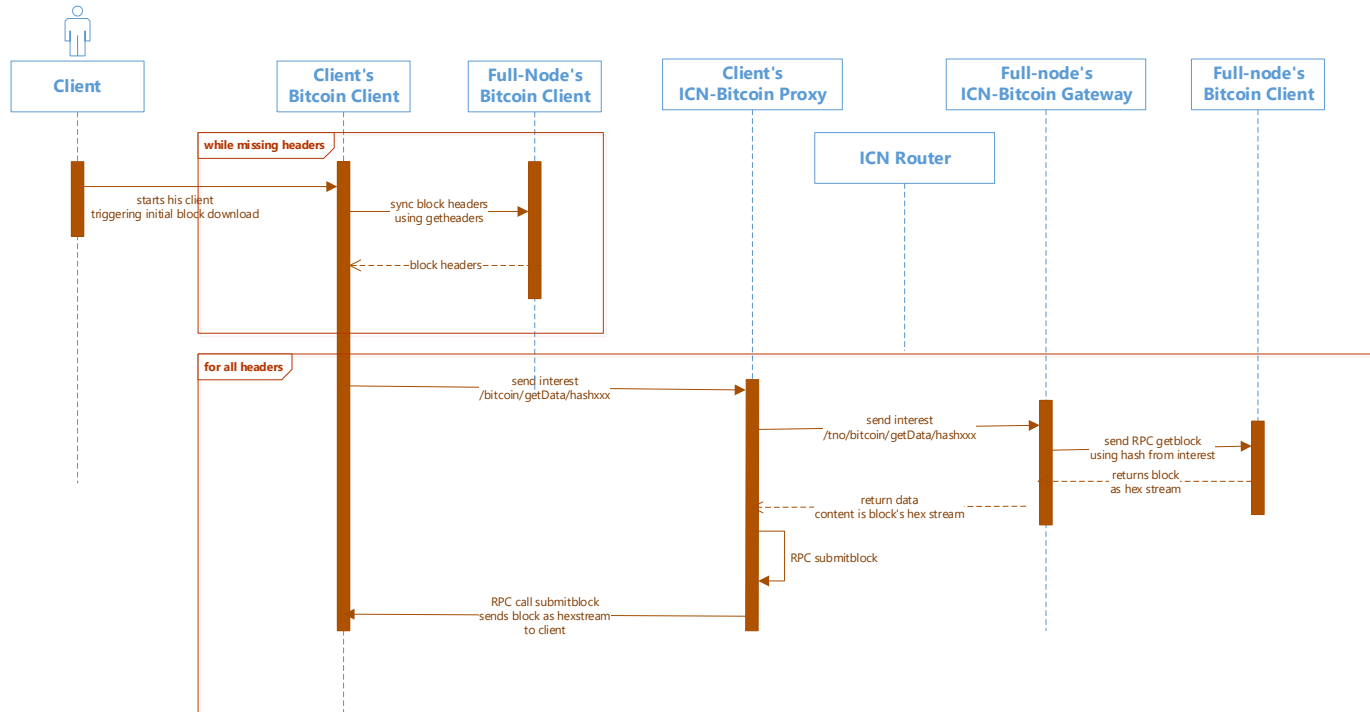 Client
Client's
Bitcoin Client
Full-Node's
Bitcoin Client
Client's
ICN-Bitcoin Proxy
Full-node's
ICN-Bitcoin Gateway
Full-node's
Bitcoin Client
ICN Router
while missing headers
starts his client
triggering initial block download
sync block headers
using getheaders
block headers
for all headers
send interest
/bitcoin/getData/hashxxx
send interest
/tno/bitcoin/getData/hashxxx
send RPC getblock
using hash from interest
returns block
as hex stream
return data
content is block's hex stream
RPC submitblock
RPC call submitblock
sends block as hexstream
to client